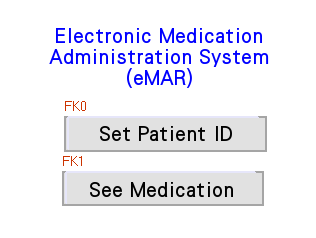 Electronic Medication
Administration System
(eMAR)
FK0
Set Patient ID
FK1
See Medication